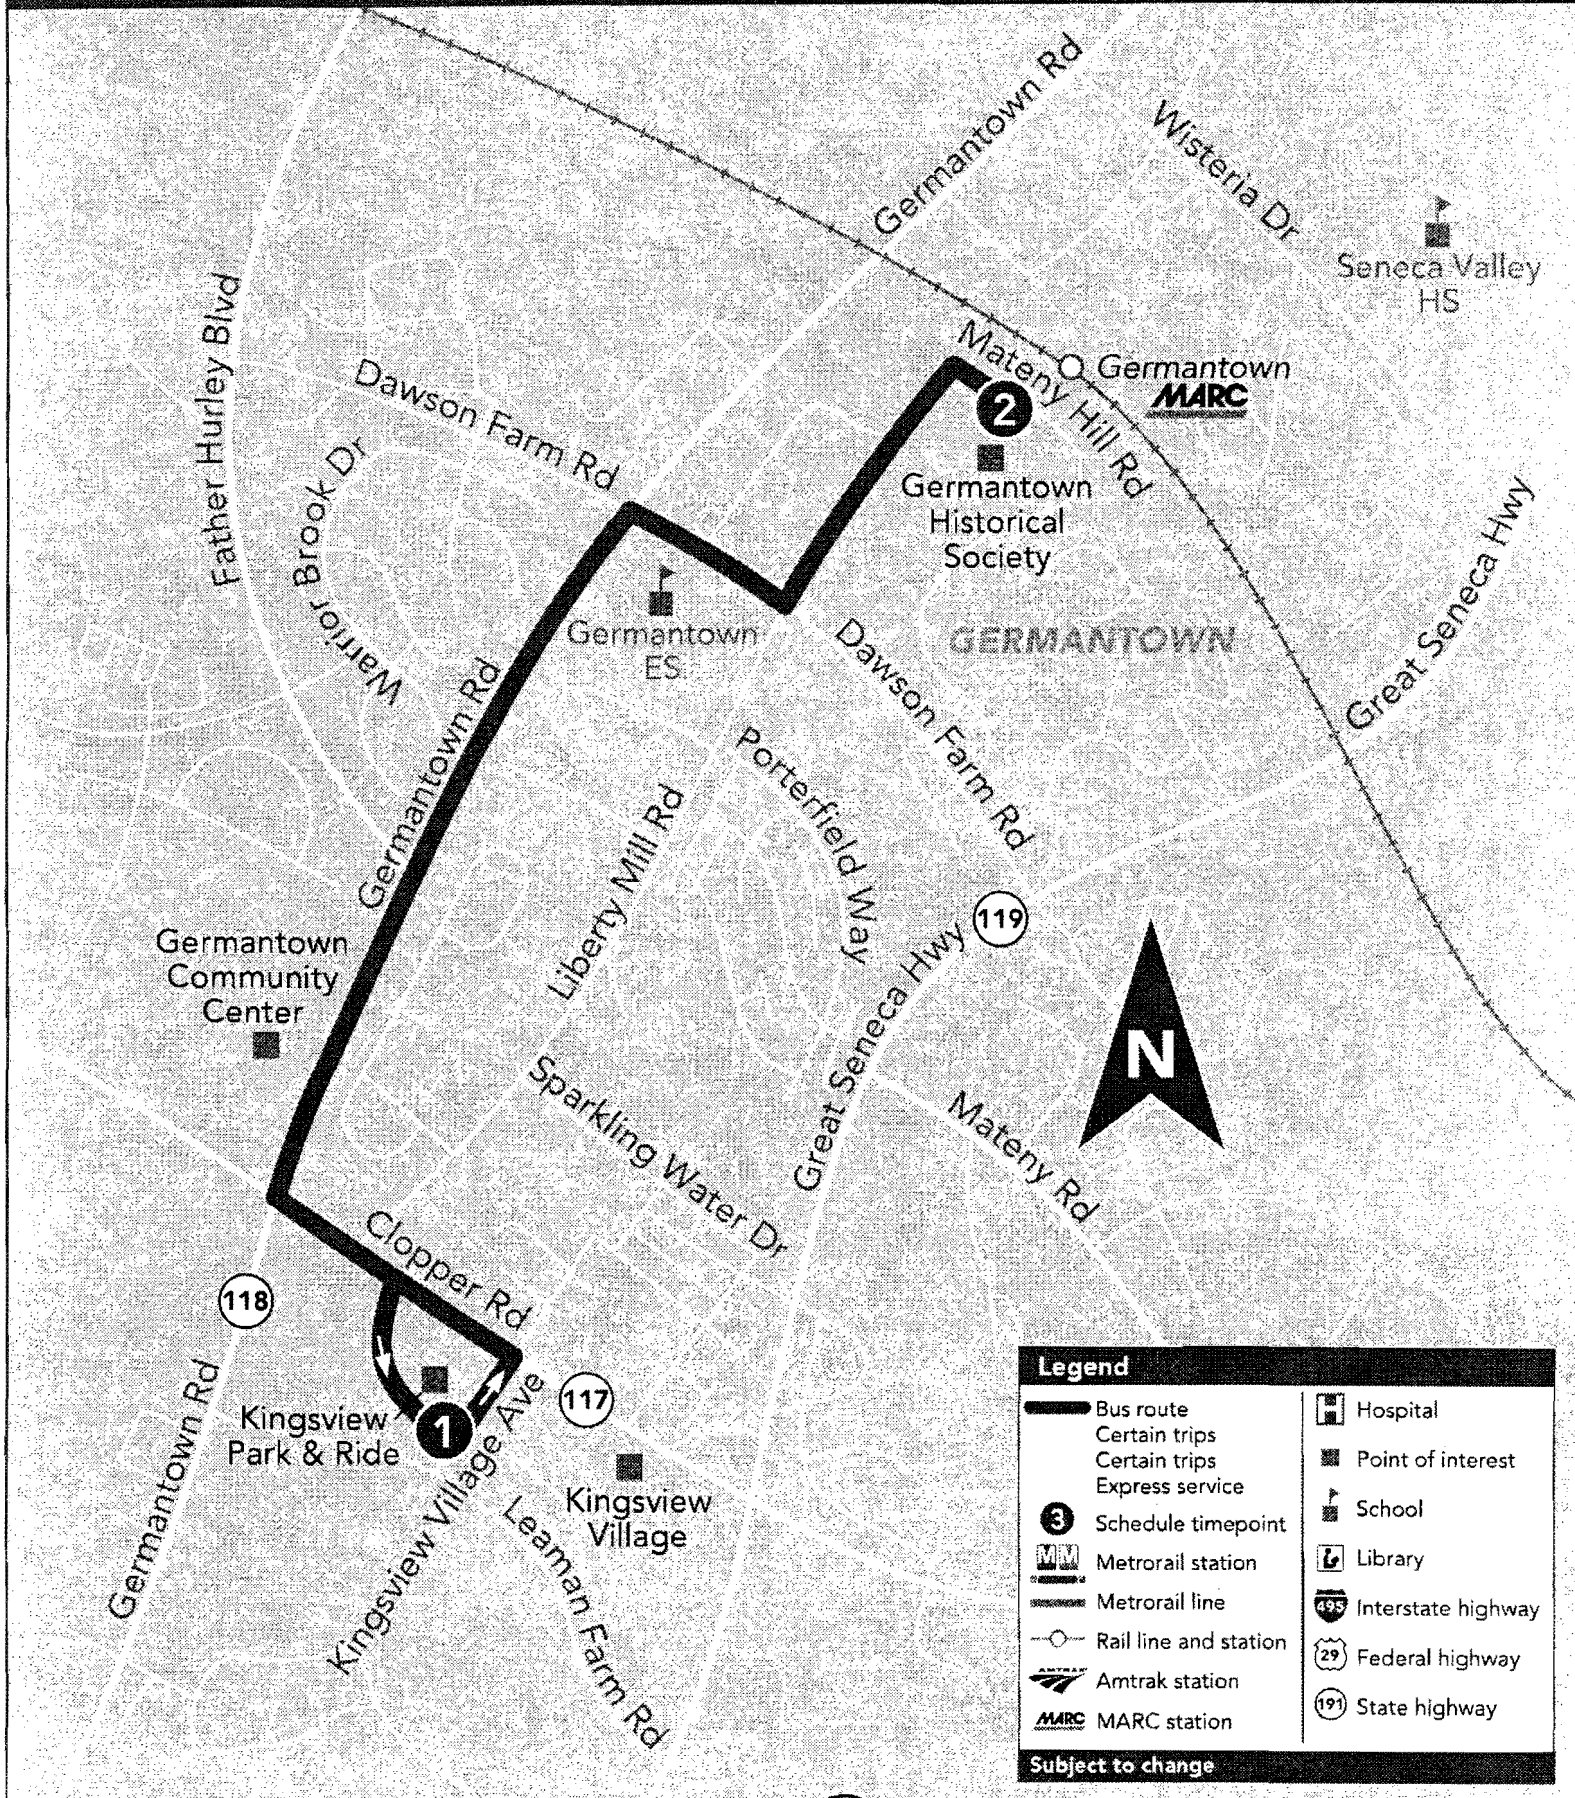 Germantown Rd
Wisteria Dr
Seneca Valley
HS
Father Hurley Blvd
Mateny Hill Rd
Germantown
MARC
Dawson Farm Rd
2
Warrior Brook Dr
Germantown
Historical
Society
Great Seneca Hwy
Germantown
ES
GERMANTOWN
Dawson Farm Rd
Germantown Rd
Porterfield Way
Liberty Mill Rd
119
Germantown
Community
Center
Great Seneca Hwy
N
Sparkling Water Dr
Mateny Rd
Clopper Rd
118
117
Kingsview
Park & Ride
1
Germantown Rd
Kingsview Village Ave
Kingsview
Village
Leaman Farm Rd
Legend
Bus route
Certain trips
Certain trips
Express service
3 Schedule timepoint
M M Metrorail station
Metrorail line
Rail line and station
AMTRAK Amtrak station
MARC MARC station
H Hospital
Point of interest
School
Library
495 Interstate highway
29 Federal highway
191 State highway
Subject to change